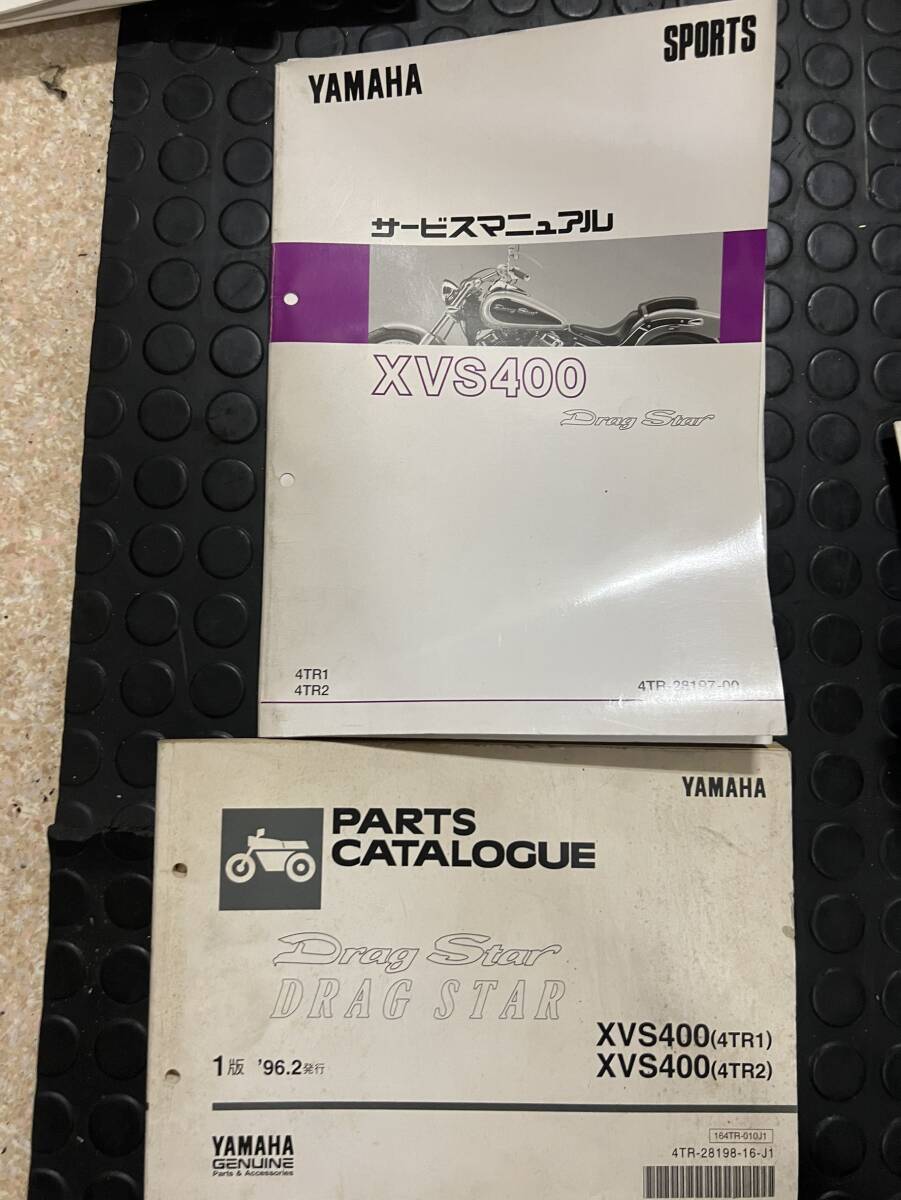 YAMAHA
SPORTS
サービスマニュアル
Drag Star
XVS400
Drag Star
4TR1
4TR2
4TR-28197-00
YAMAHA
PARTS
CATALOGUE
Drag Star
DRAG STAR
XVS400(4TR1)
XVS400(4TR2)
1版 '96.2発行
YAMAHA
GENUINE
Parts & Accessories
164TR-010J1
4TR-28198-16-J1